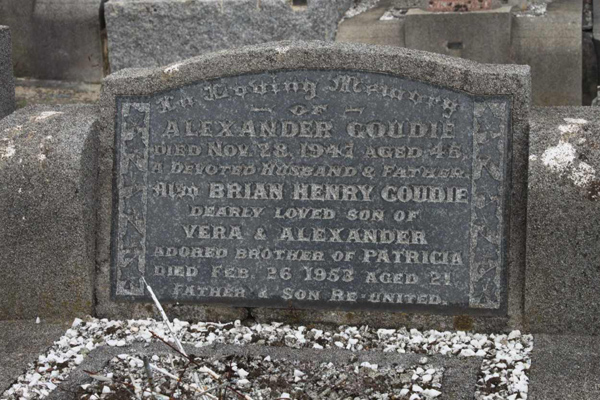 In Loving Memory
— OF —
ALEXANDER GOUDIE
DIED NOV. 28, 1947 AGED 45
A DEVOTED HUSBAND & FATHER
ALSO BRIAN HENRY GOUDIE
DEARLY LOVED SON OF
VERA & ALEXANDER
ADORED BROTHER OF PATRICIA
DIED FEB. 26 1953 AGED 21
FATHER & SON RE-UNITED.